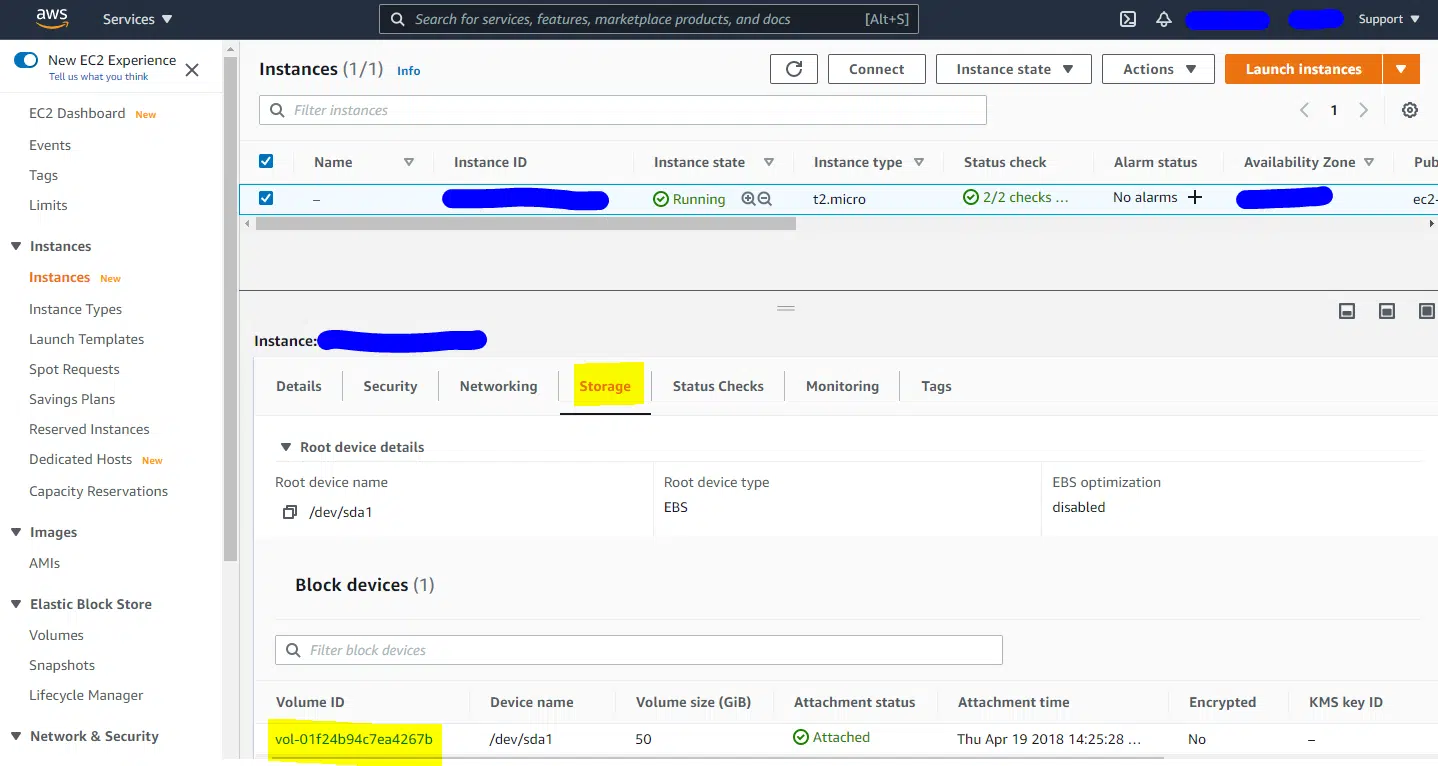 aws Services Search for services, features, marketplace products, and docs [Alt+S] Support
New EC2 Experience
Tell us what you think
EC2 Dashboard New
Events
Tags
Limits
Instances
Instances New
Instance Types
Launch Templates
Spot Requests
Savings Plans
Reserved Instances
Dedicated Hosts New
Capacity Reservations
Images
AMIs
Elastic Block Store
Volumes
Snapshots
Lifecycle Manager
Network & Security
Instances (1/1) Info Connect Instance state Actions Launch instances
Filter instances 1
Name Instance ID Instance state Instance type Status check Alarm status Availability Zone Pub
– Running t2.micro 2/2 checks ... No alarms ec2-
Instance:
Details Security Networking Storage Status Checks Monitoring Tags
Root device details
Root device name Root device type EBS optimization
/dev/sda1 EBS disabled
Block devices (1)
Filter block devices
Volume ID Device name Volume size (GiB) Attachment status Attachment time Encrypted KMS key ID
vol-01f24b94c7ea4267b /dev/sda1 50 Attached Thu Apr 19 2018 14:25:28 ... No –